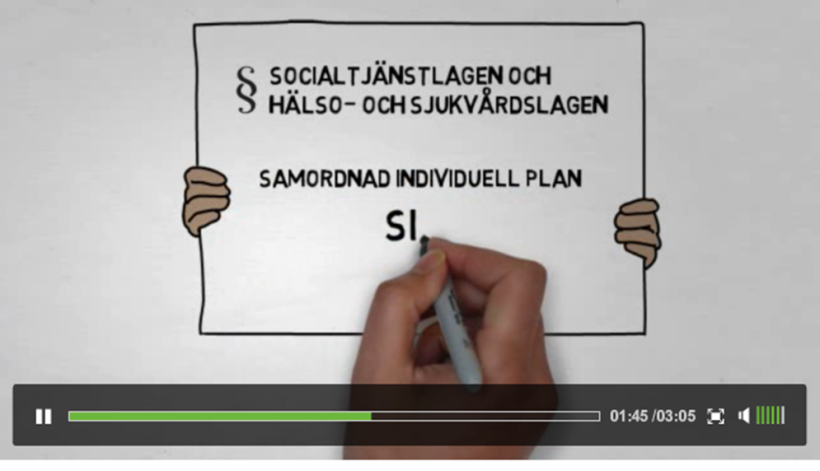 § SOCIALTJÄNSTLAGEN OCH
§ HÄLSO- OCH SJUKVÅRDSLAGEN
SAMORDNAD INDIVIDUELL PLAN
SI
01:45 /03:05